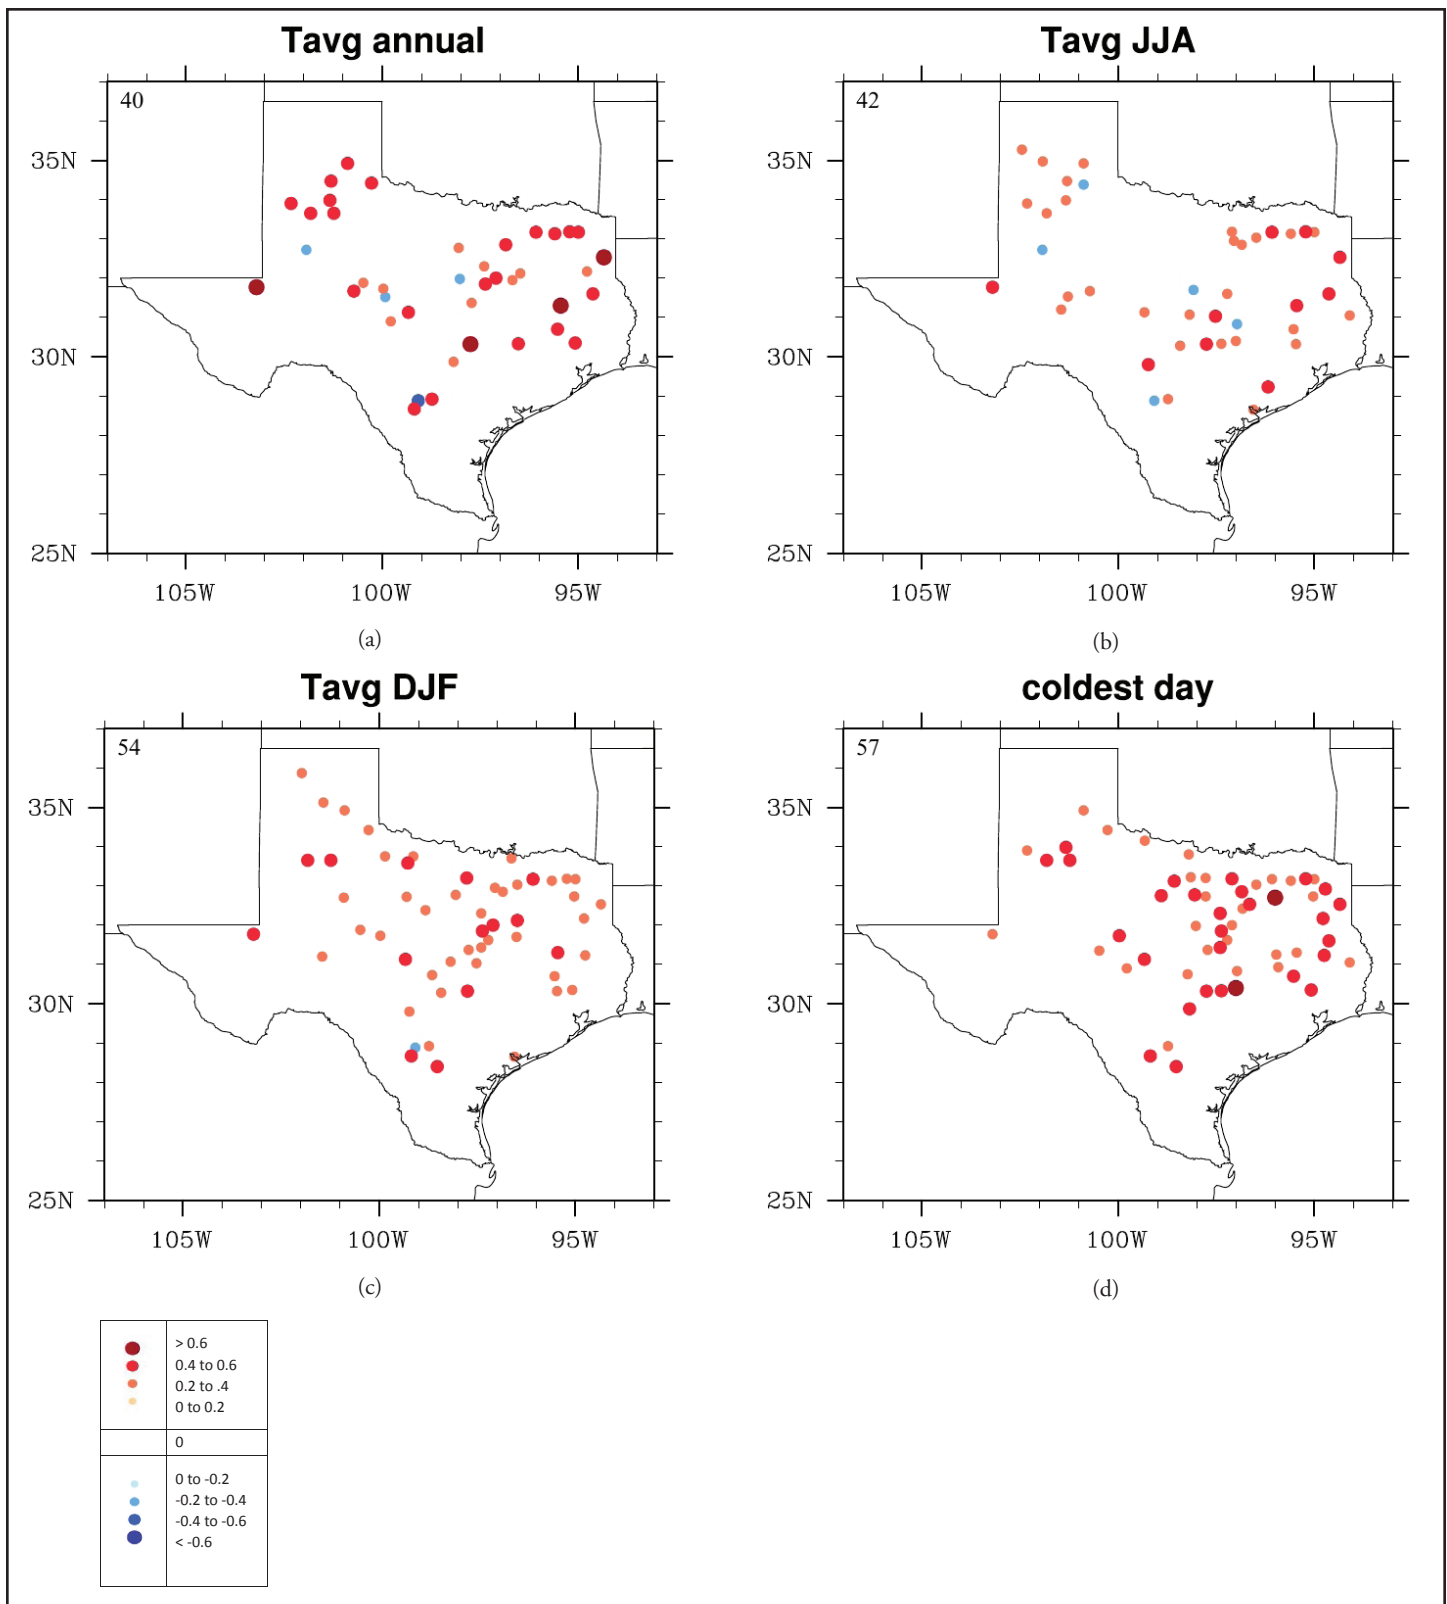 Tavg annual
40
35N
30N
25N
105W 100W 95W
(a)
Tavg JJA
42
35N
30N
25N
105W 100W 95W
(b)
Tavg DJF
54
35N
30N
25N
105W 100W 95W
(c)
coldest day
57
35N
30N
25N
105W 100W 95W
(d)
> 0.6
0.4 to 0.6
0.2 to .4
0 to 0.2
0
0 to -0.2
-0.2 to -0.4
-0.4 to -0.6
< -0.6